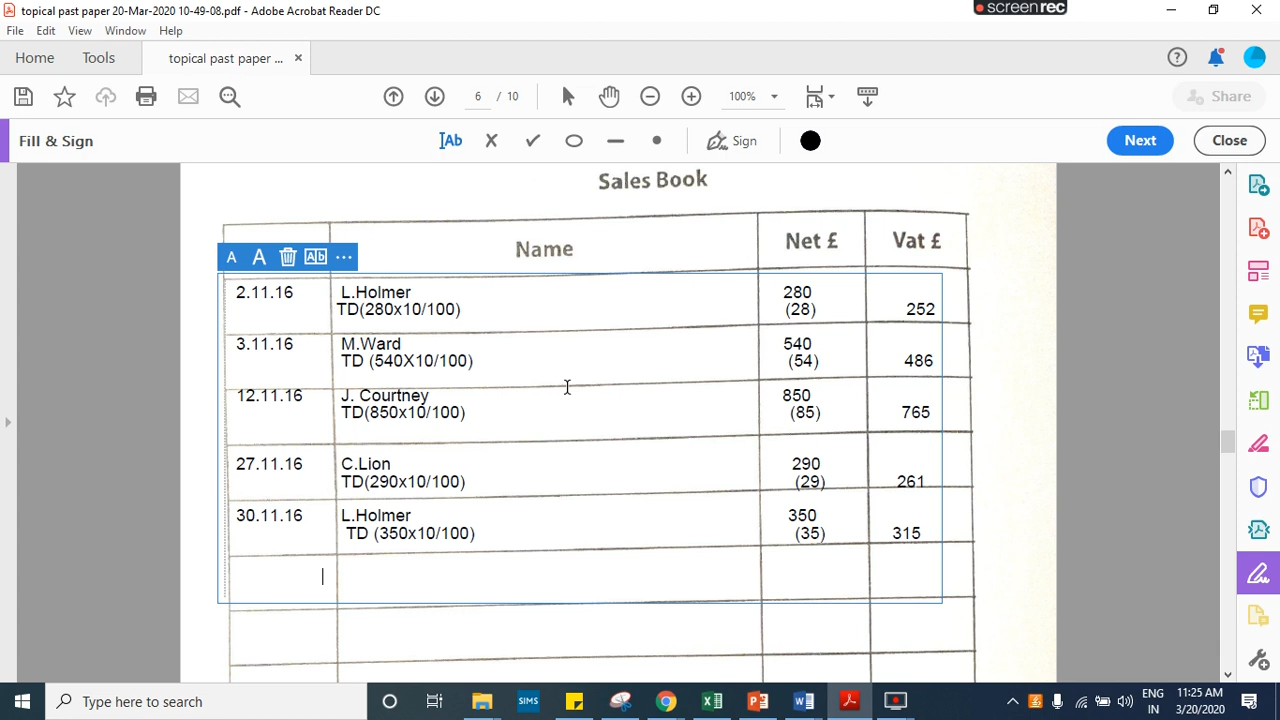 topical past paper 20-Mar-2020 10-49-08.pdf - Adobe Acrobat Reader DC
screenrec
File Edit View Window Help
Home Tools topical past paper ... ×
6 / 10 100% Share
Fill & Sign Ab Sign Next Close
Sales Book
Name Net £ Vat £
A A Ab ...
2.11.16 L.Holmer 280
TD(280x10/100) (28) 252
3.11.16 M.Ward 540
TD (540X10/100) (54) 486
12.11.16 J. Courtney 850
TD(850x10/100) (85) 765
27.11.16 C.Lion 290
TD(290x10/100) (29) 261
30.11.16 L.Holmer 350
TD (350x10/100) (35) 315
Type here to search SIMS ENG 11:25 AM
IN 3/20/2020